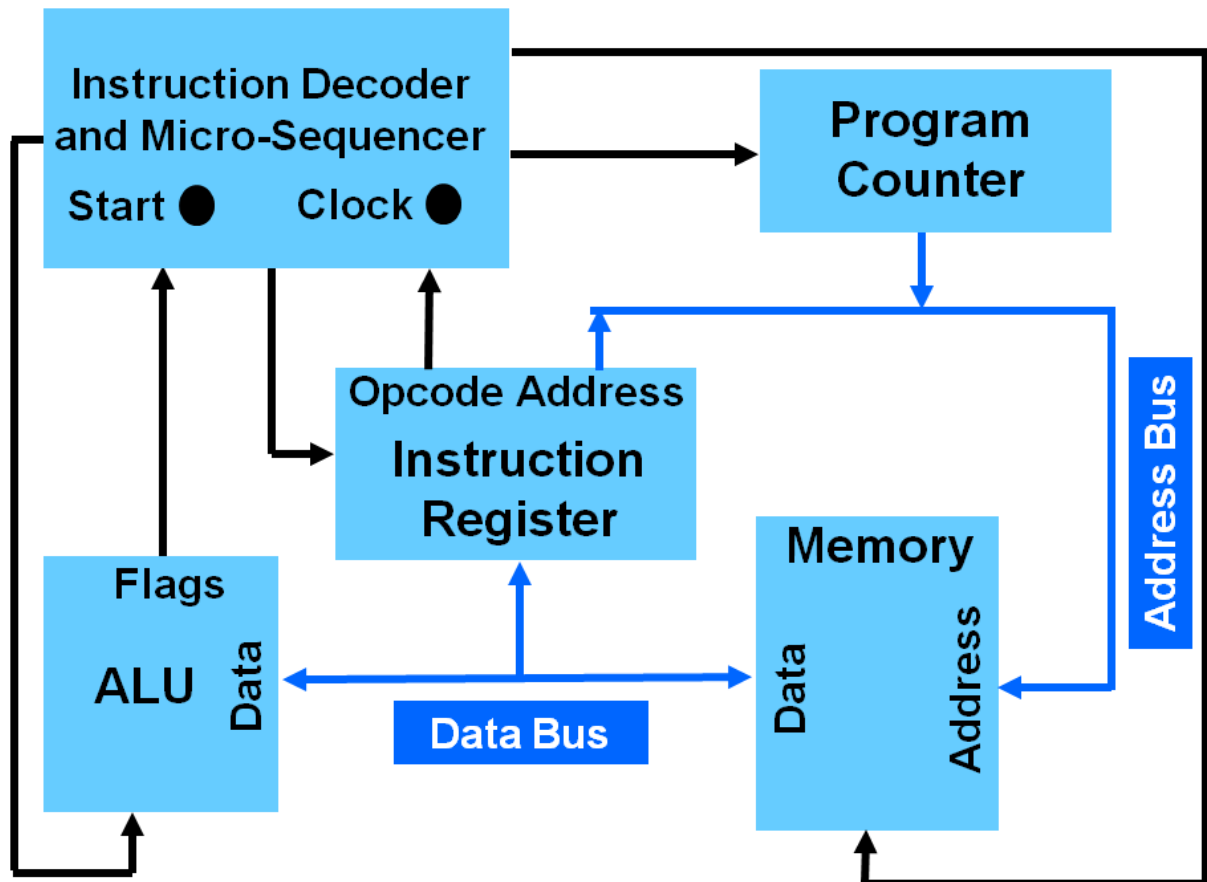 Instruction Decoder
and Micro-Sequencer
Start
Clock
Program
Counter
Opcode Address
Instruction
Register
Address Bus
Flags
ALU
Data
Memory
Data
Address
Data Bus